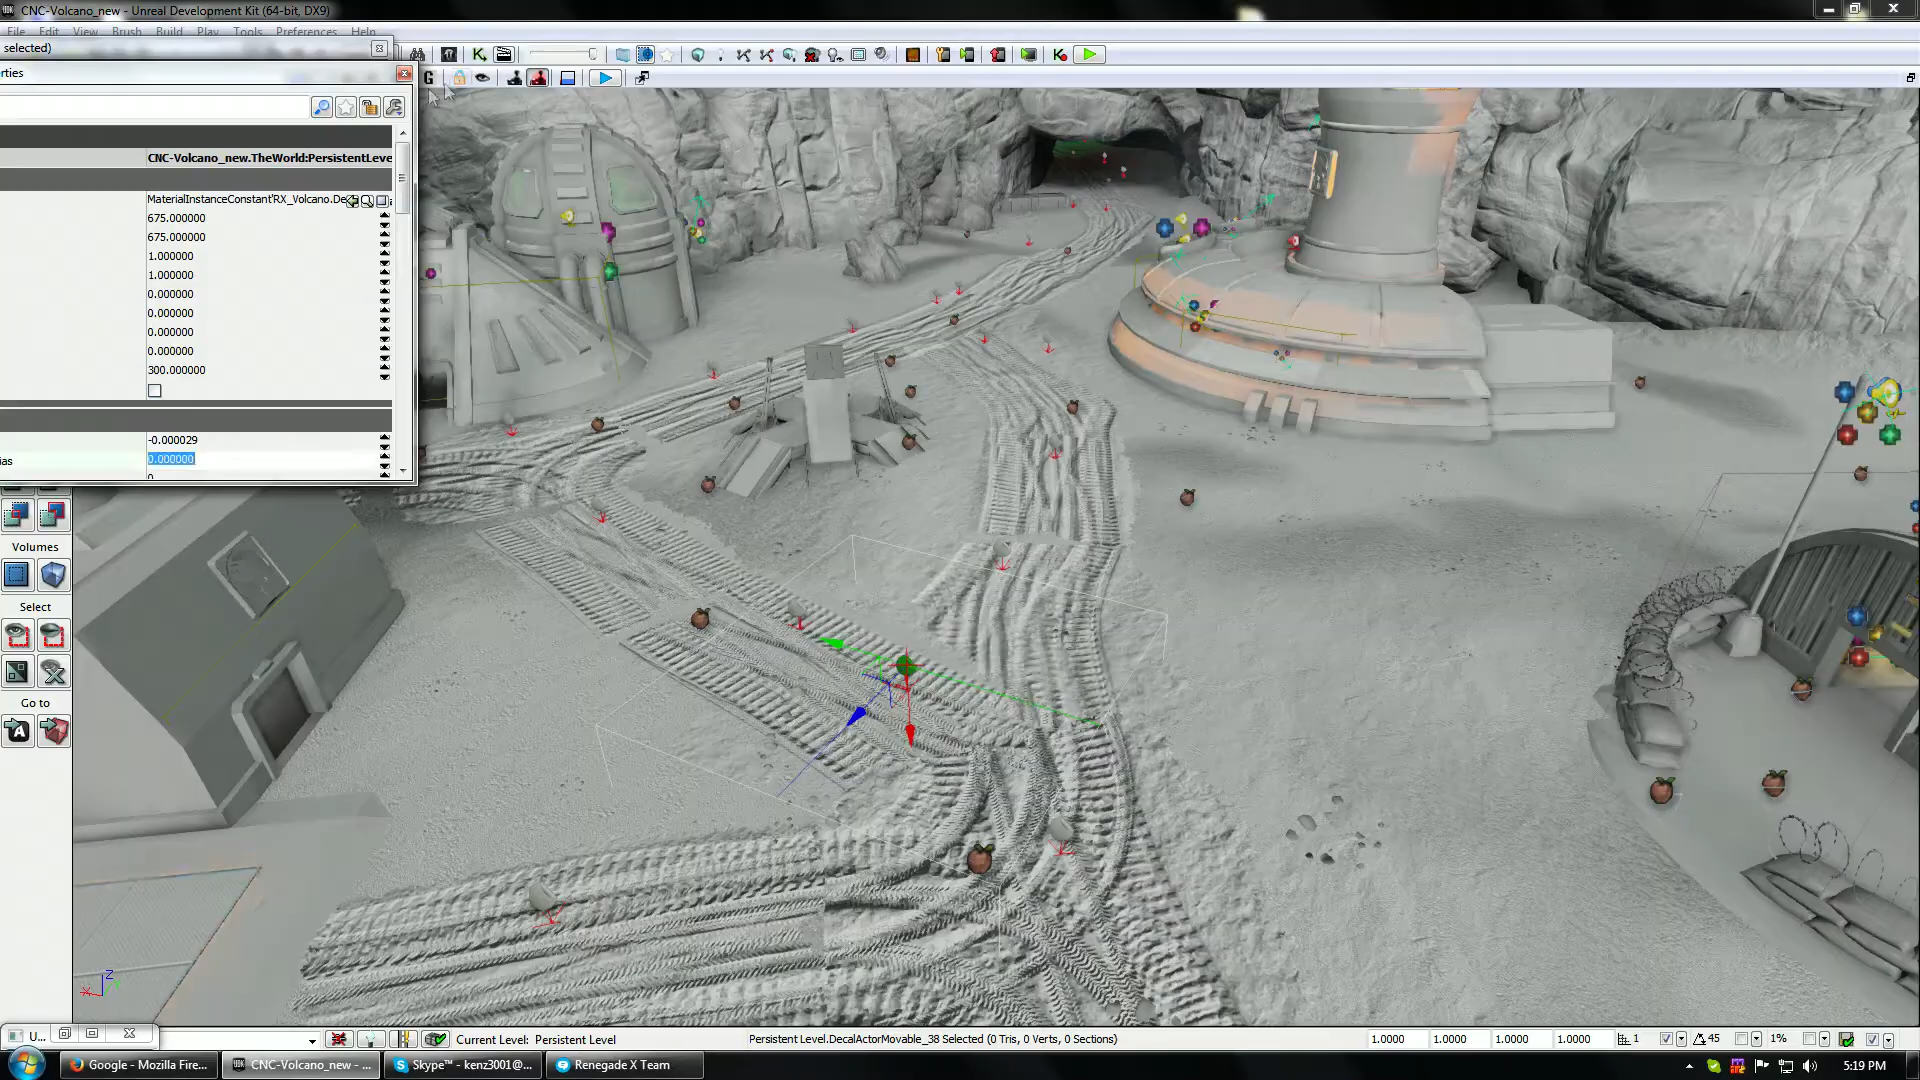 CNC-Volcano_new - Unreal Development Kit (64-bit, DX9)
File Edit View Brush Build Play Tools Preferences Help
selected)
rties
CNC-Volcano_new.TheWorld:PersistentLeve
MaterialInstanceConstant'RX_Volcano.De
675.000000
675.000000
1.000000
1.000000
0.000000
0.000000
0.000000
0.000000
300.000000
-0.000029
ias 0.000000
Volumes
Select
Go to
U...
Current Level: Persistent Level
Persistent Level.DecalActorMovable_38 Selected (0 Tris, 0 Verts, 0 Sections)
1.0000 1.0000 1.0000 1.0000 1 45 1%
Google - Mozilla Fire...
CNC-Volcano_new - ...
Skype™ - kenz3001@...
Renegade X Team
5:19 PM